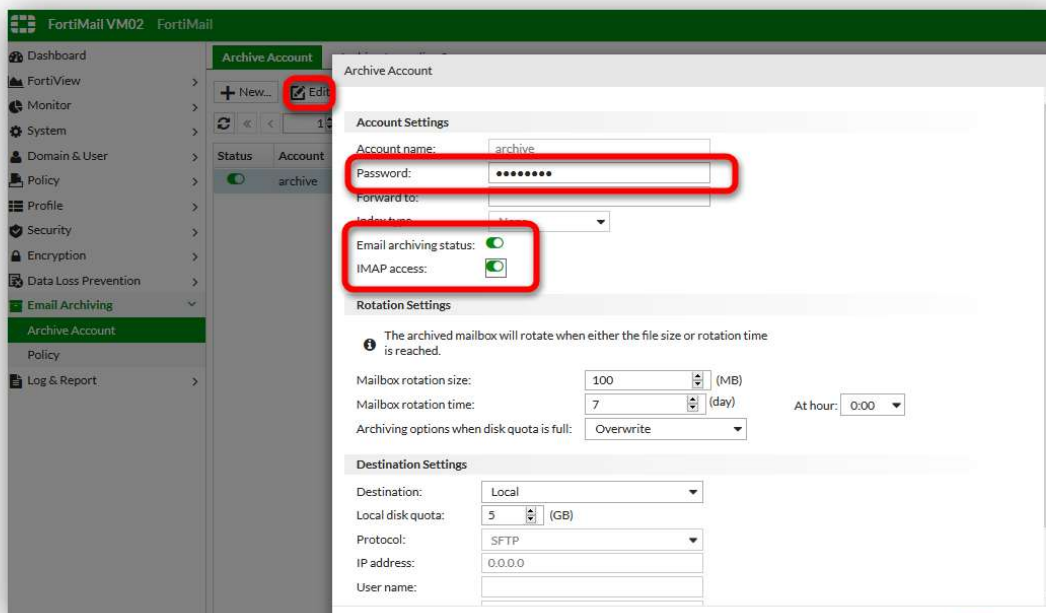 FortiMail VM02 FortiMail
Dashboard
FortiView
Monitor
System
Domain & User
Policy
Profile
Security
Encryption
Data Loss Prevention
Email Archiving
Archive Account
Policy
Log & Report
Archive Account
New...
Edit
1
Status Account
archive
Archive Account
Account Settings
Account name: archive
Password: ••••••••
Forward to:
Index type
Email archiving status:
IMAP access:
Rotation Settings
The archived mailbox will rotate when either the file size or rotation time
is reached.
Mailbox rotation size: 100 (MB)
Mailbox rotation time: 7 (day) At hour: 0:00
Archiving options when disk quota is full: Overwrite
Destination Settings
Destination: Local
Local disk quota: 5 (GB)
Protocol: SFTP
IP address: 0.0.0.0
User name: